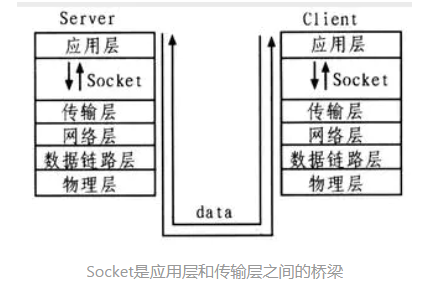 Server
应用层
Socket
传输层
网络层
数据链路层
物理层
Client
应用层
Socket
传输层
网络层
数据链路层
物理层
data
Socket是应用层和传输层之间的桥梁